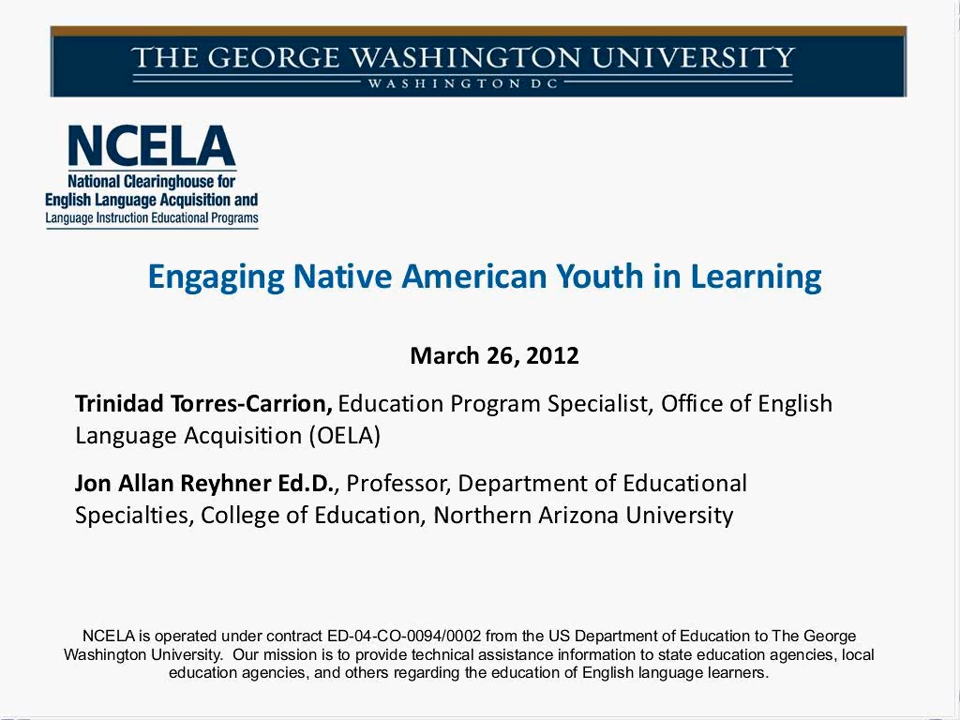 THE GEORGE WASHINGTON UNIVERSITY
WASHINGTON DC
NCELA
National Clearinghouse for
English Language Acquisition and
Language Instruction Educational Programs
Engaging Native American Youth in Learning
March 26, 2012
Trinidad Torres-Carrion, Education Program Specialist, Office of English
Language Acquisition (OELA)
Jon Allan Reyhner Ed.D., Professor, Department of Educational
Specialties, College of Education, Northern Arizona University
NCELA is operated under contract ED-04-CO-0094/0002 from the US Department of Education to The George
Washington University.  Our mission is to provide technical assistance information to state education agencies, local
education agencies, and others regarding the education of English language learners.